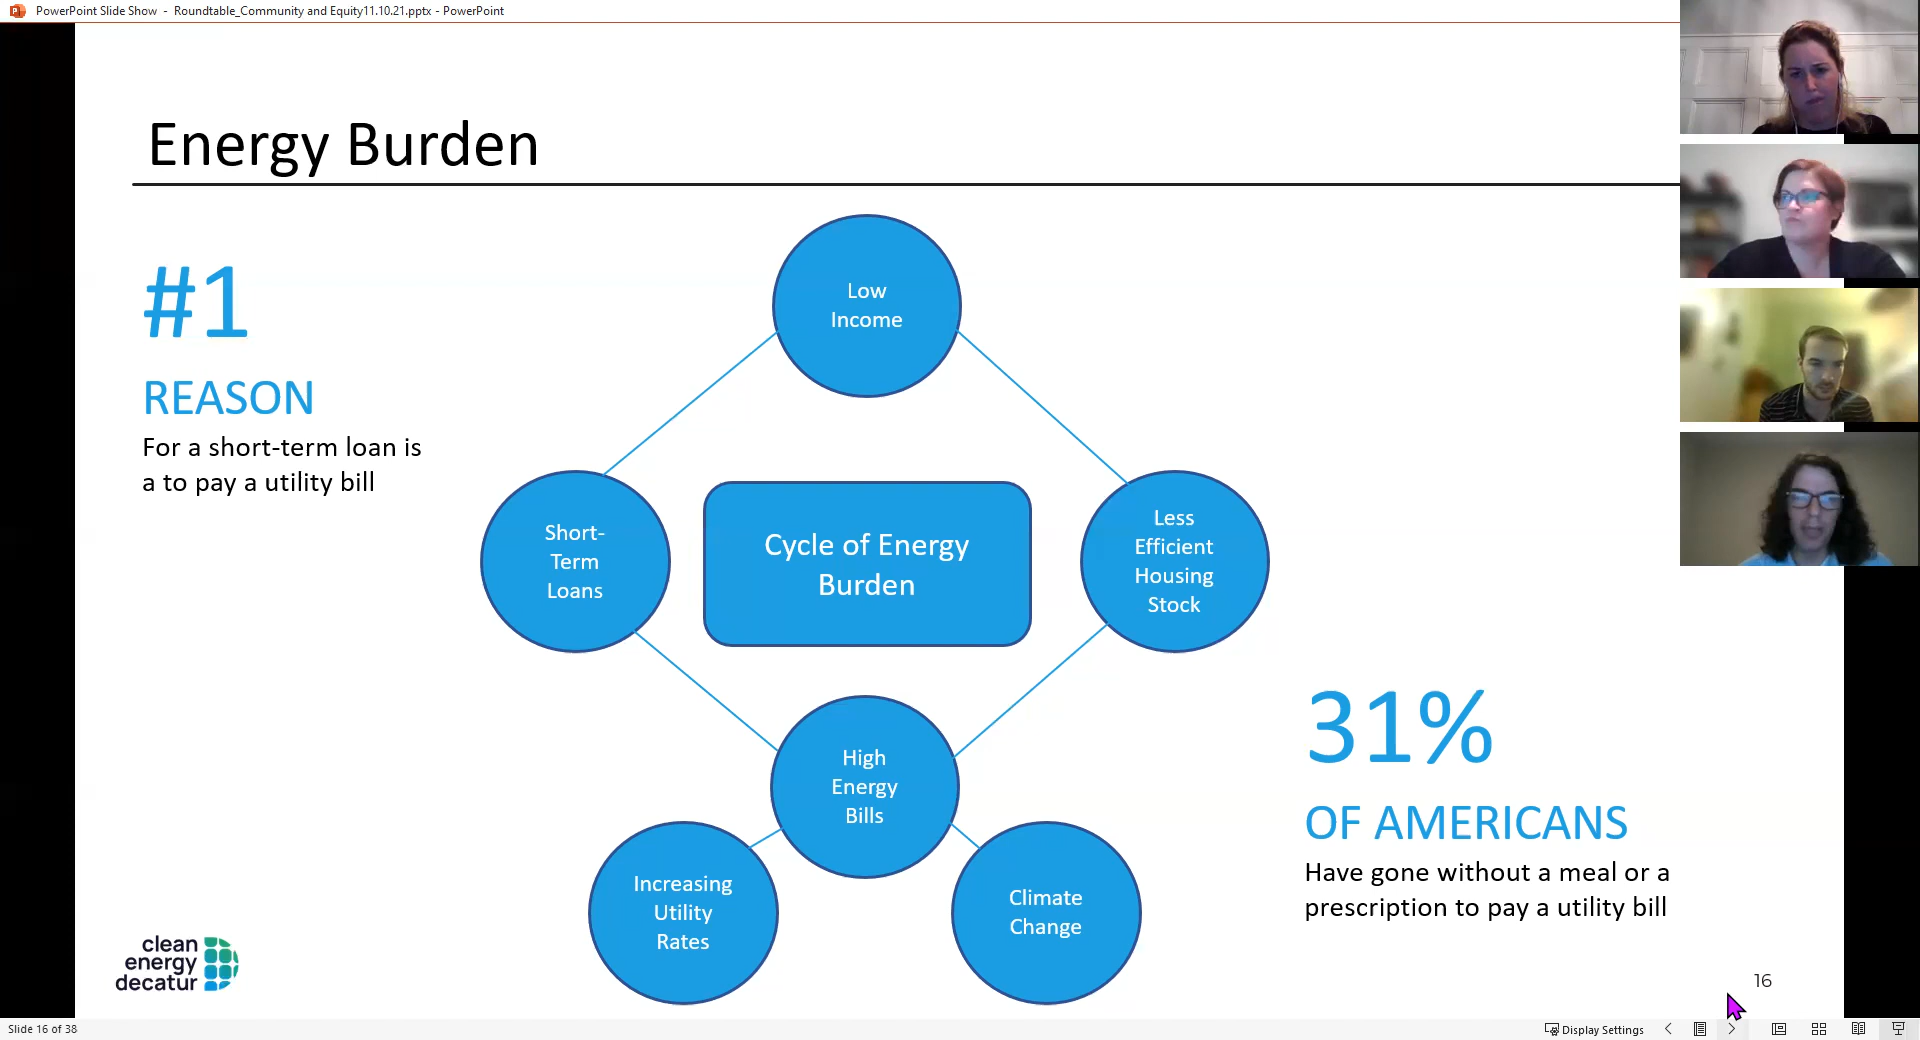 PowerPoint Slide Show - Roundtable_Community and Equity11.10.21.pptx - PowerPoint
Energy Burden
#1
REASON
For a short-term loan is
a to pay a utility bill
Low
Income
Short-
Term
Loans
Cycle of Energy
Burden
Less
Efficient
Housing
Stock
High
Energy
Bills
Increasing
Utility
Rates
Climate
Change
31%
OF AMERICANS
Have gone without a meal or a
prescription to pay a utility bill
clean
energy
decatur
16
Slide 16 of 38
Display Settings